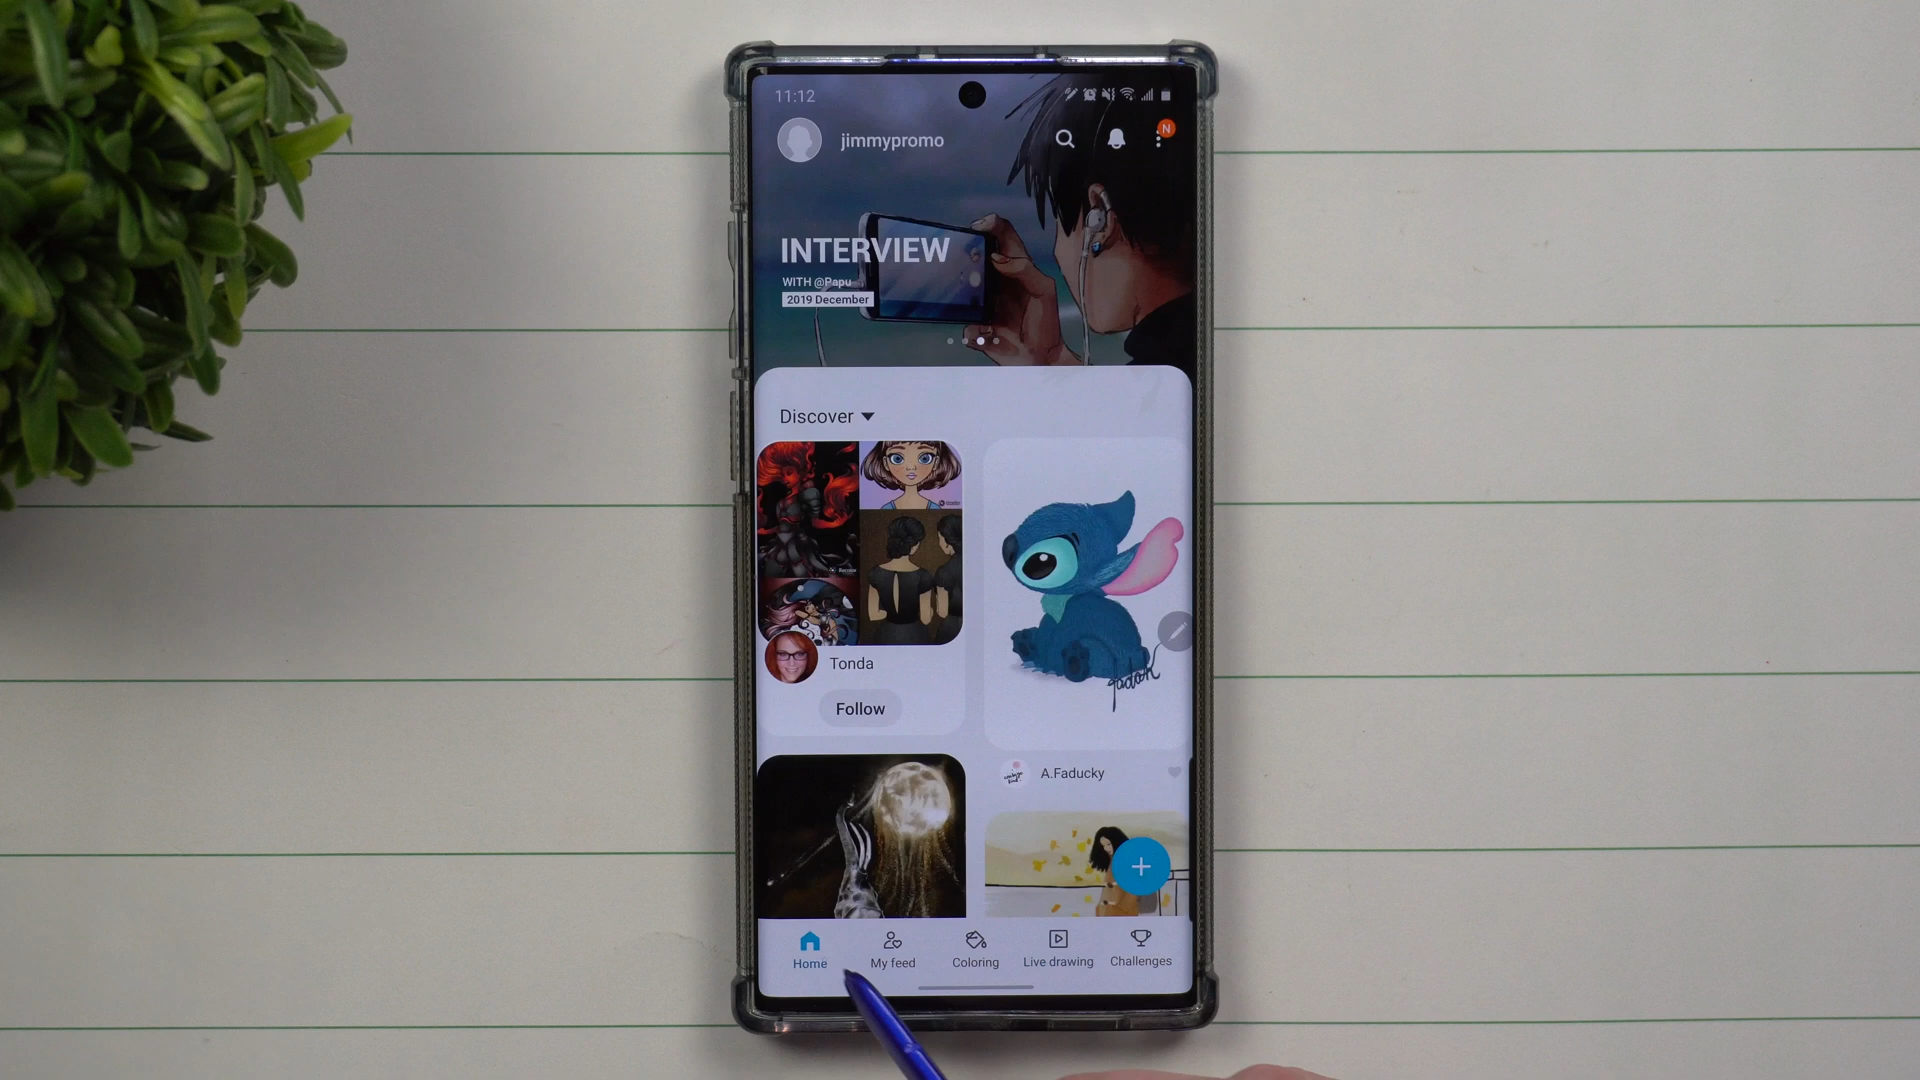 11:12
jimmypromo
N
INTERVIEW
WITH @Papu
2019 December
Discover
Tonda
Follow
A.Faducky
Home
My feed
Coloring
Live drawing
Challenges